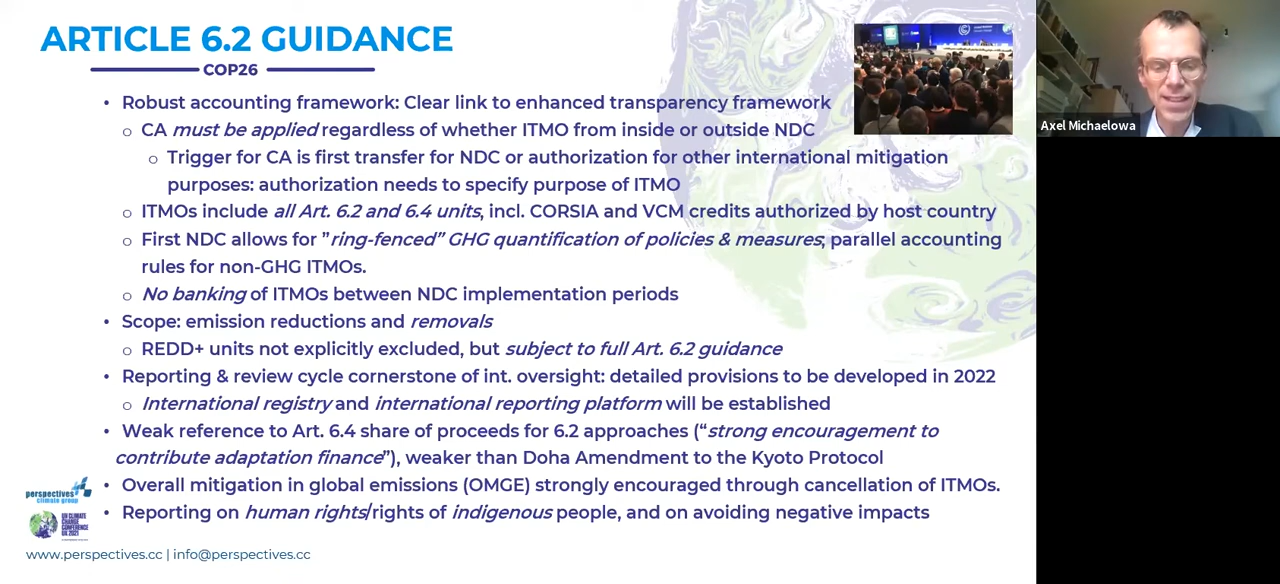 ARTICLE 6.2 GUIDANCE
COP26
• Robust accounting framework: Clear link to enhanced transparency framework
o CA must be applied regardless of whether ITMO from inside or outside NDC
o Trigger for CA is first transfer for NDC or authorization for other international mitigation
purposes: authorization needs to specify purpose of ITMO
o ITMOs include all Art. 6.2 and 6.4 units, incl. CORSIA and VCM credits authorized by host country
o First NDC allows for ”ring-fenced” GHG quantification of policies & measures; parallel accounting
rules for non-GHG ITMOs.
o No banking of ITMOs between NDC implementation periods
• Scope: emission reductions and removals
o REDD+ units not explicitly excluded, but subject to full Art. 6.2 guidance
• Reporting & review cycle cornerstone of int. oversight: detailed provisions to be developed in 2022
o International registry and international reporting platform will be established
• Weak reference to Art. 6.4 share of proceeds for 6.2 approaches (“strong encouragement to
contribute adaptation finance”), weaker than Doha Amendment to the Kyoto Protocol
• Overall mitigation in global emissions (OMGE) strongly encouraged through cancellation of ITMOs.
• Reporting on human rights/rights of indigenous people, and on avoiding negative impacts
perspectives
climate group
UN CLIMATE
CHANGE
CONFERENCE
UK 2021
www.perspectives.cc | info@perspectives.cc
Axel Michaelowa